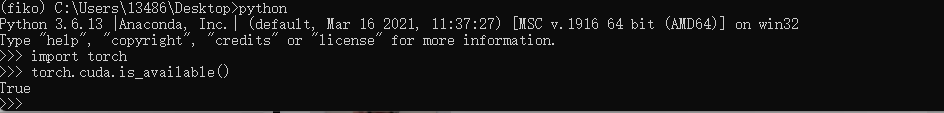 (fiko) C:\Users\13486\Desktop>python
Python 3.6.13 |Anaconda, Inc.| (default, Mar 16 2021, 11:37:27) [MSC v.1916 64 bit (AMD64)] on win32
Type "help", "copyright", "credits" or "license" for more information.
>>> import torch
>>> torch.cuda.is_available()
True
>>>